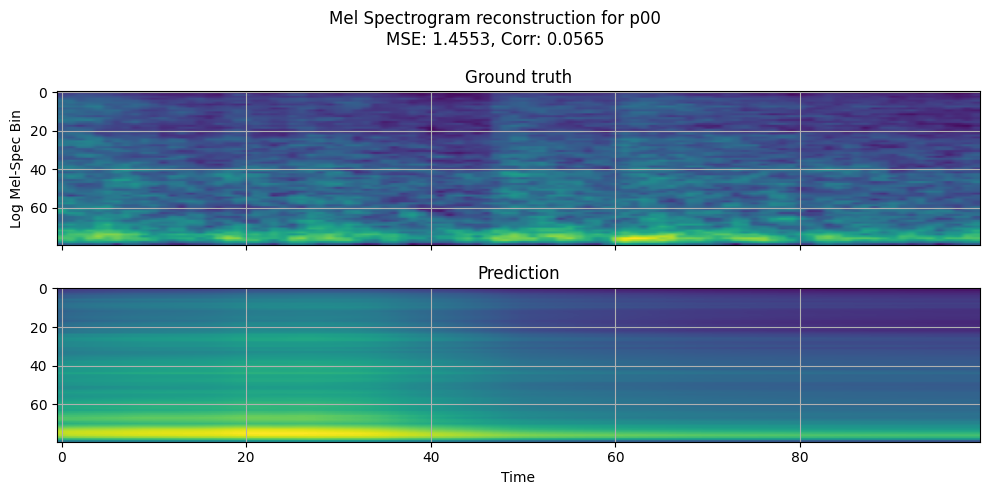 Mel Spectrogram reconstruction for p00
MSE: 1.4553, Corr: 0.0565
Ground truth
Log Mel-Spec Bin
0
20
40
60
Prediction
0
20
40
60
0 20 40 60 80
Time